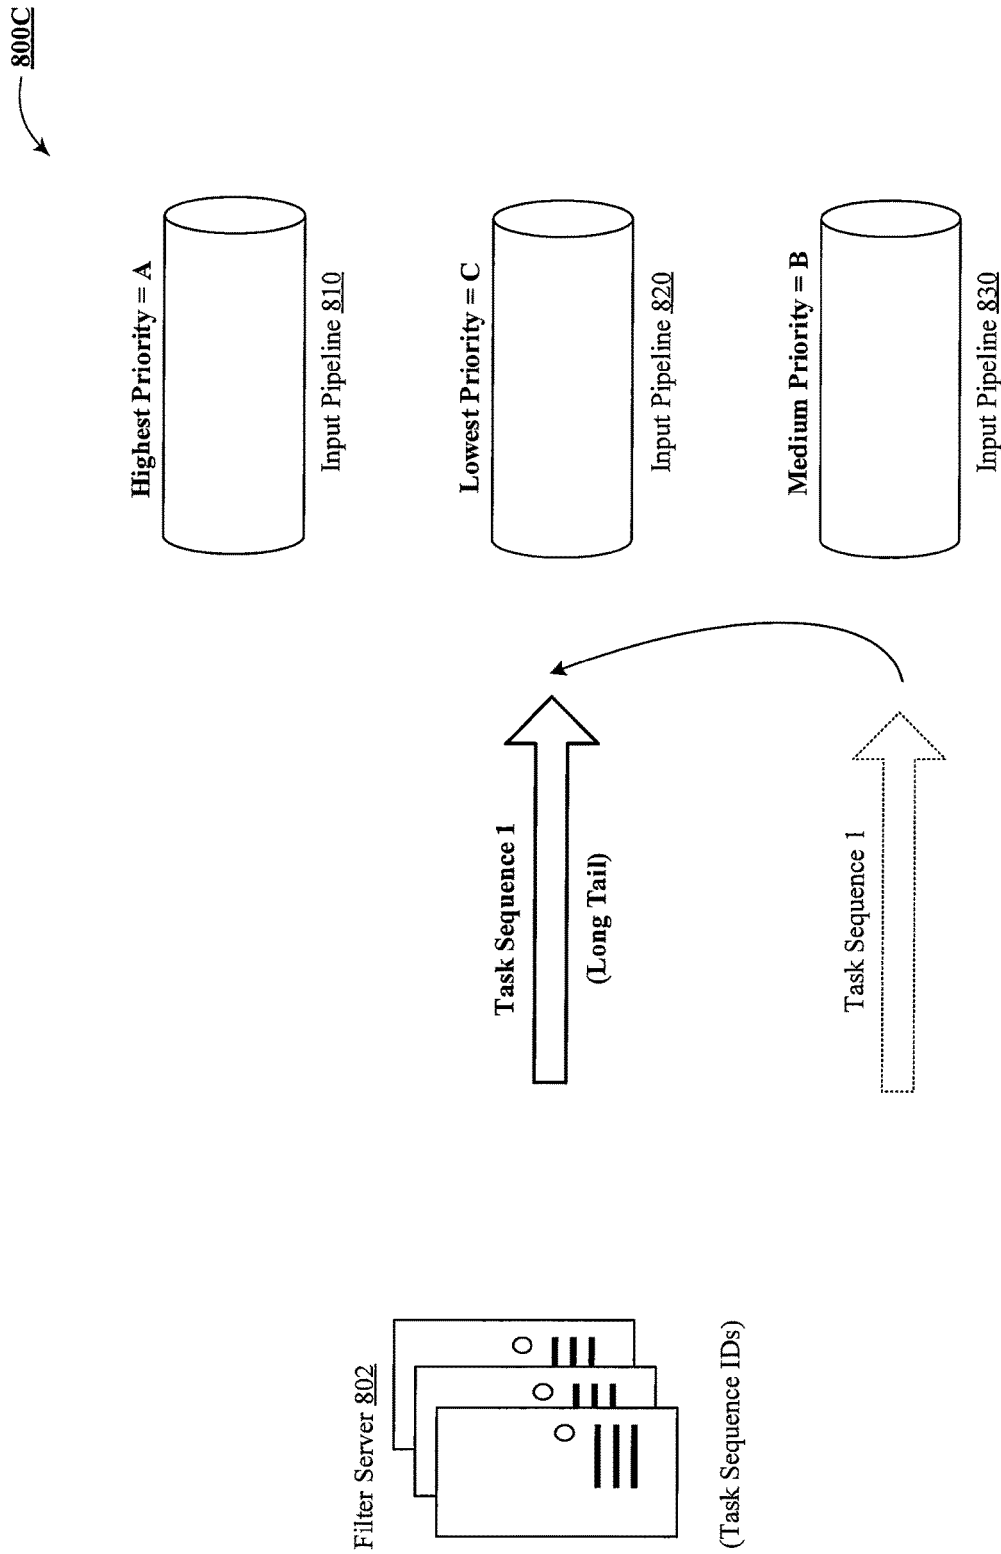 800C
Highest Priority = A
Input Pipeline 810
Lowest Priority = C
Input Pipeline 820
Medium Priority = B
Input Pipeline 830
Task Sequence 1
(Long Tail)
Task Sequence 1
Filter Server 802
(Task Sequence IDs)